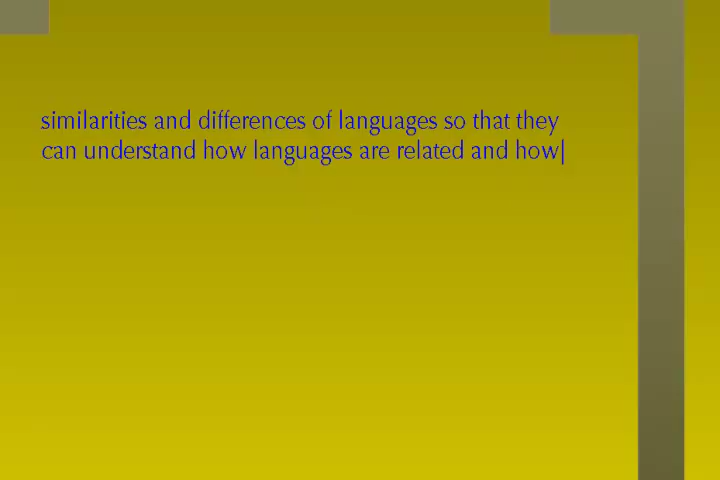 similarities and differences of languages so that they
can understand how languages are related and how|